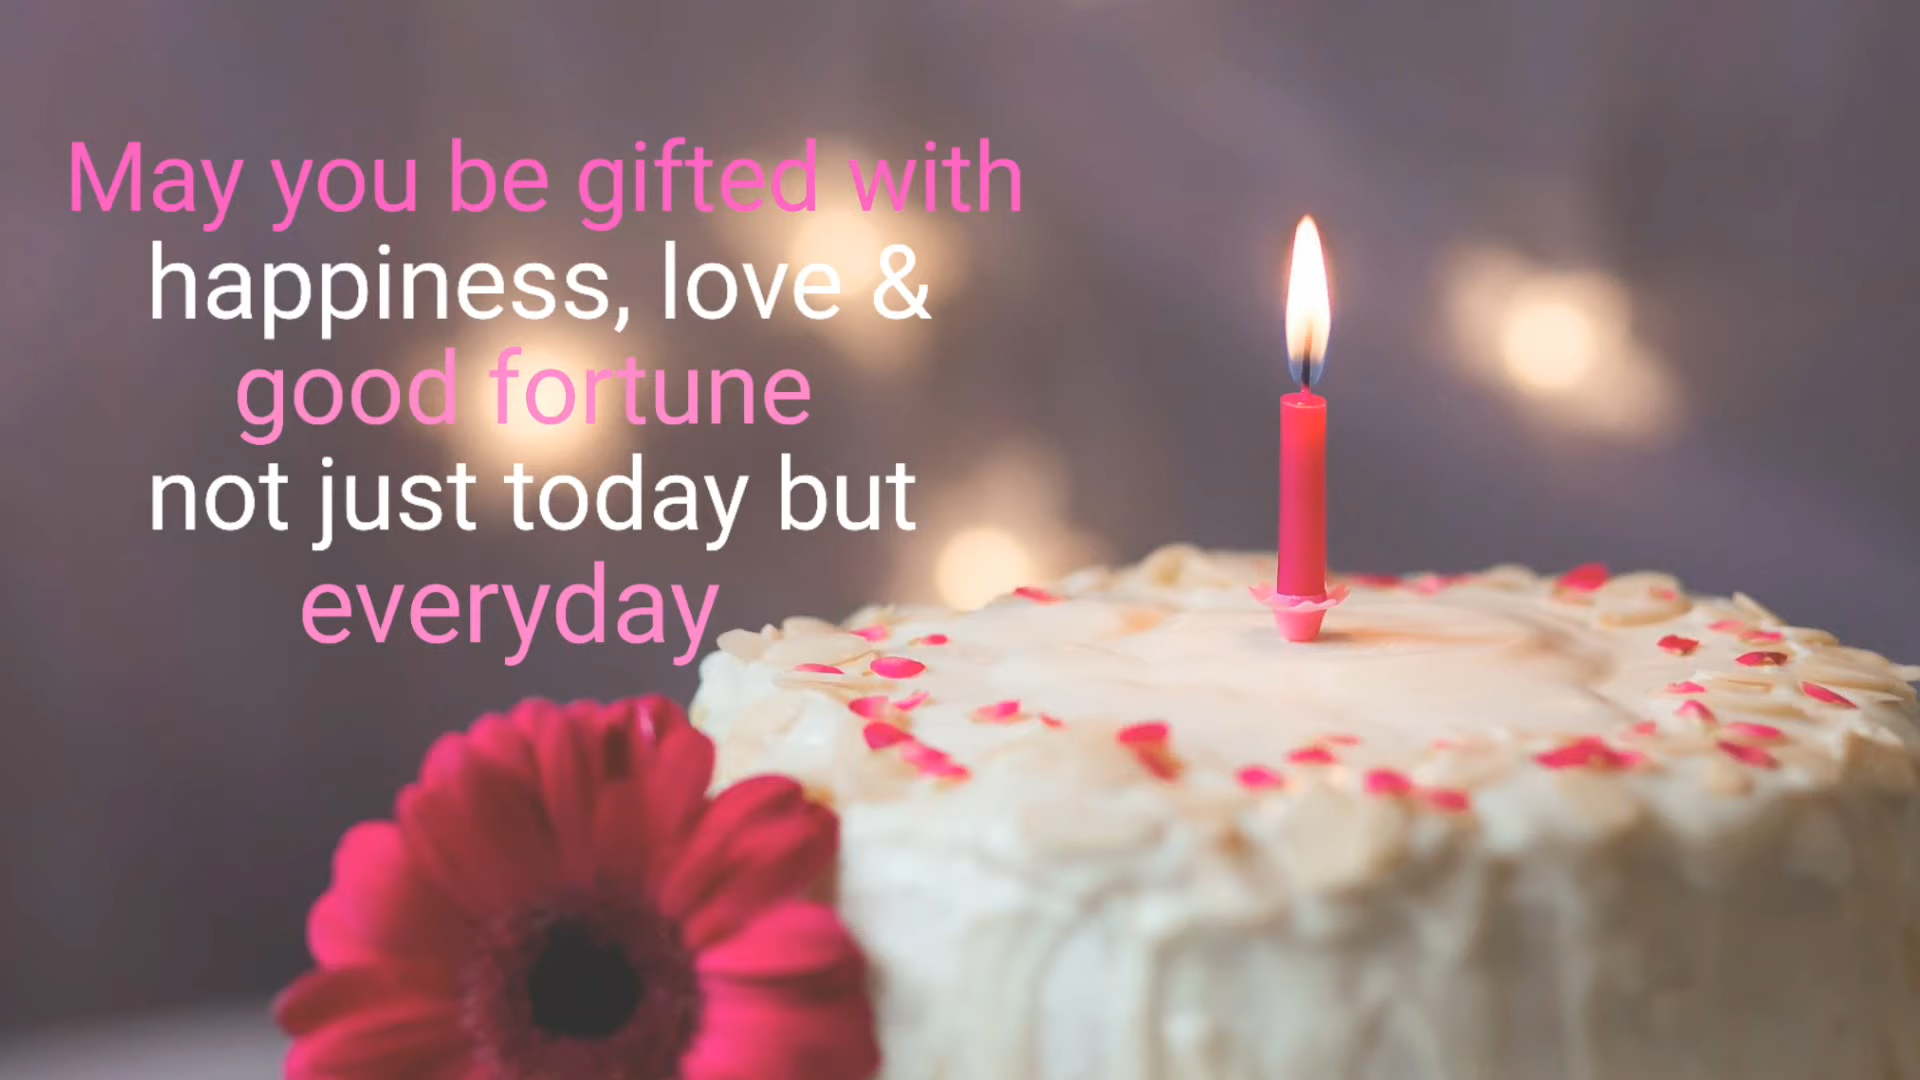 May you be gifted with
happiness, love &
good fortune
not just today but
everyday